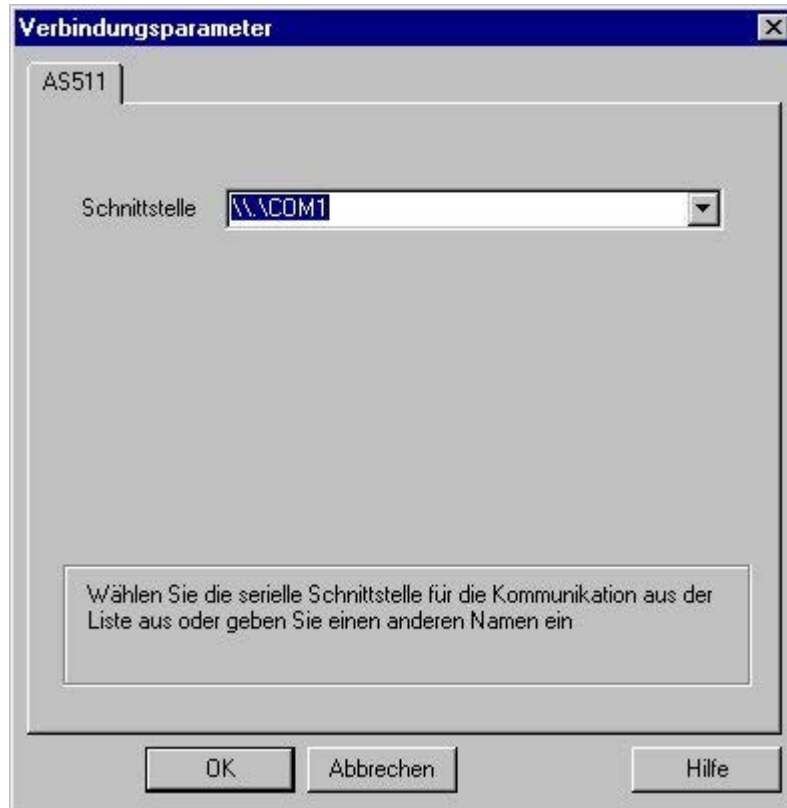 Verbindungsparameter
AS511
Schnittstelle \\.\COM1
Wählen Sie die serielle Schnittstelle für die Kommunikation aus der
Liste aus oder geben Sie einen anderen Namen ein
OK Abbrechen Hilfe